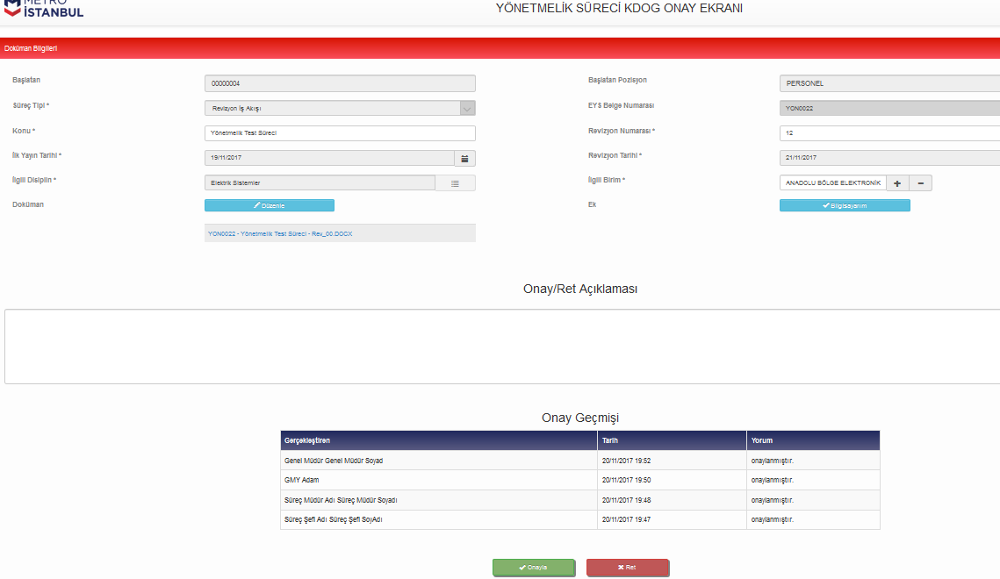 METRO
İSTANBUL
YÖNETMELİK SÜRECİ KDOG ONAY EKRANI
Doküman Bilgileri
Başlatan 00000004 Başlatan Pozisyon PERSONEL
Süreç Tipi * Revizyon İş Akışı EYS Belge Numarası YON0022
Konu * Yönetmelik Test Süreci Revizyon Numarası * 12
İlk Yayın Tarihi * 19/11/2017 Revizyon Tarihi * 21/11/2017
İlgili Disiplin * Elektrik Sistemler İlgili Birim * ANADOLU BÖLGE ELEKTRONİK
Doküman Düzenle Ek Bilgisayarım
YON0022 - Yönetmelik Test Süreci - Rev_00.DOCX
Onay/Ret Açıklaması
Onay Geçmişi
Gerçekleştiren Tarih Yorum
Genel Müdür Genel Müdür Soyad 20/11/2017 19:52 onaylanmıştır.
GMY Adam 20/11/2017 19:50 onaylanmıştır.
Süreç Müdür Adı Süreç Müdür Soyadı 20/11/2017 19:48 onaylanmıştır.
Süreç Şefi Adı Süreç Şefi SoyAdı 20/11/2017 19:47 onaylanmıştır.
Onayla Ret